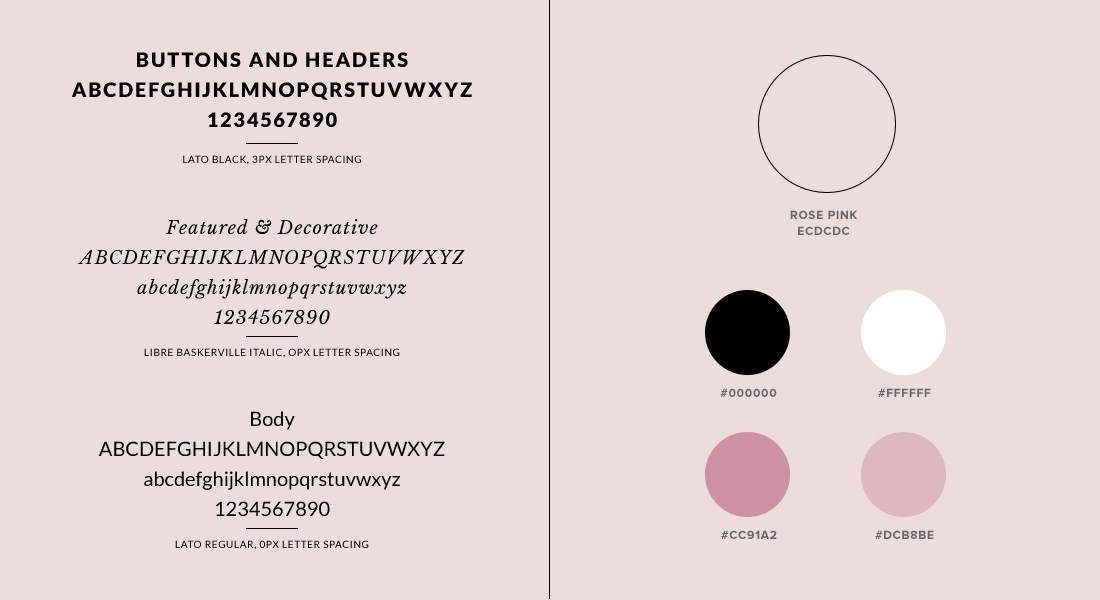 BUTTONS AND HEADERS
ABCDEFGHIJKLMNOPQRSTUVWXYZ
1234567890
LATO BLACK, 3PX LETTER SPACING
Featured & Decorative
ABCDEFGHIJKLMNOPQRSTUVWXYZ
abcdefghijklmnopqrstuvwxyz
1234567890
LIBRE BASKERVILLE ITALIC, OPX LETTER SPACING
Body
ABCDEFGHIJKLMNOPQRSTUVWXYZ
abcdefghijklmnopqrstuvwxyz
1234567890
LATO REGULAR, 0PX LETTER SPACING
ROSE PINK
ECDCDC
#000000
#FFFFFF
#CC91A2
#DCB8BE